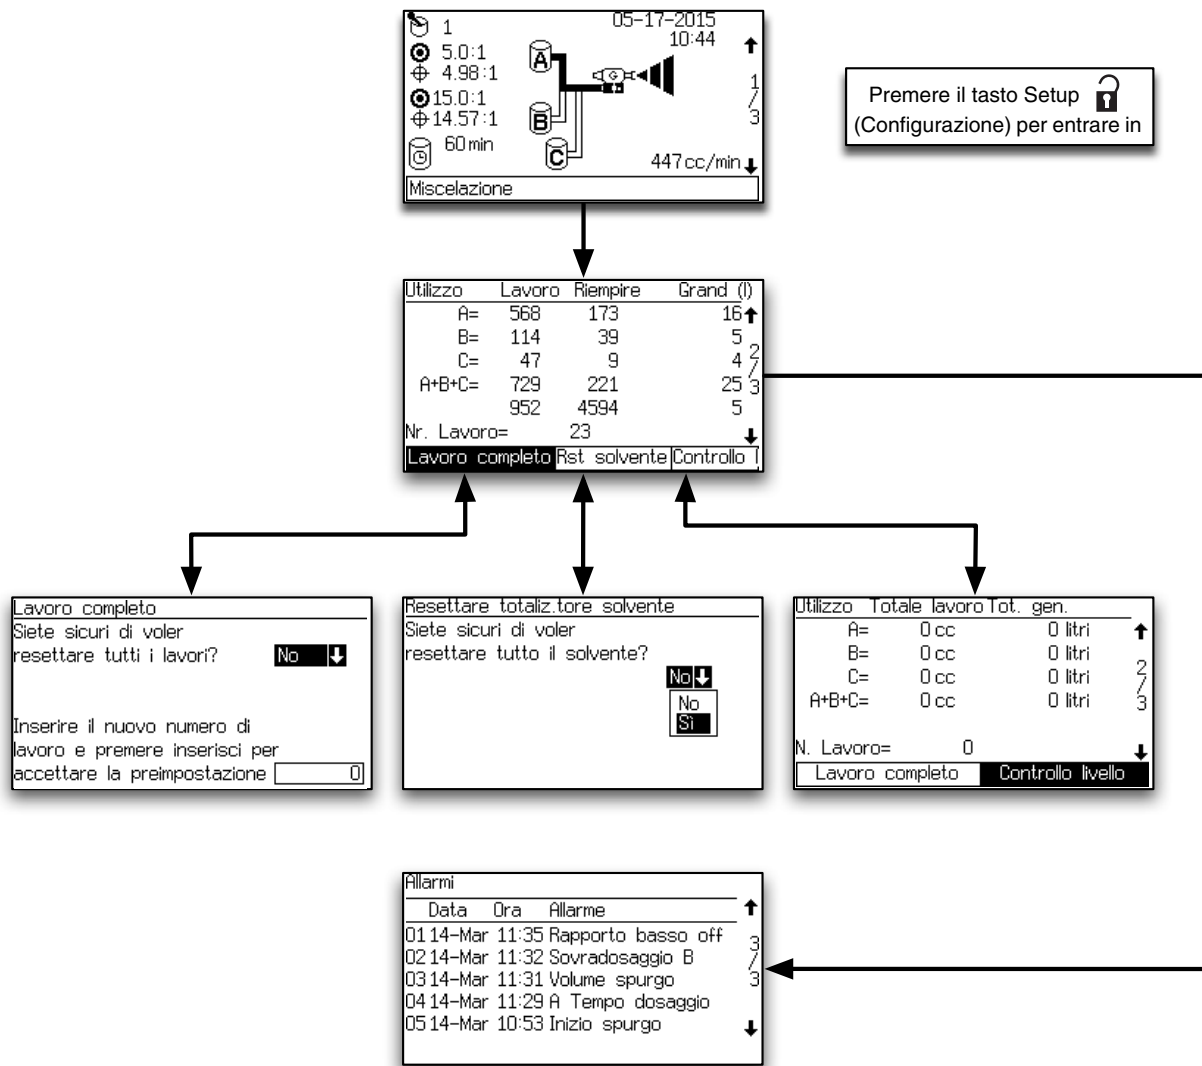 1
5.0:1
4.98:1
15.0:1
14.57:1
60 min
A
B
C
G
05-17-2015
10:44
1
/
3
447 cc/min
Miscelazione
Premere il tasto Setup
(Configurazione) per entrare in
Utilizzo Lavoro Riempire Grand (l)
A= 568 173 16
B= 114 39 5
C= 47 9 4
A+B+C= 729 221 25
952 4594 5
Nr. Lavoro= 23
2
/
3
Lavoro completo Rst solvente Controllo l
Lavoro completo
Siete sicuri di voler
resettare tutti i lavori? No
Inserire il nuovo numero di
lavoro e premere inserisci per
accettare la preimpostazione 0
Resettare totaliz.tore solvente
Siete sicuri di voler
resettare tutto il solvente?
No
No
Sì
Utilizzo Totale lavoro Tot. gen.
A= 0 cc 0 litri
B= 0 cc 0 litri
C= 0 cc 0 litri
A+B+C= 0 cc 0 litri
N. Lavoro= 0
2
/
3
Lavoro completo Controllo livello
Allarmi
Data Ora Allarme
01 14-Mar 11:35 Rapporto basso off
02 14-Mar 11:32 Sovradosaggio B
03 14-Mar 11:31 Volume spurgo
04 14-Mar 11:29 A Tempo dosaggio
05 14-Mar 10:53 Inizio spurgo
3
/
3